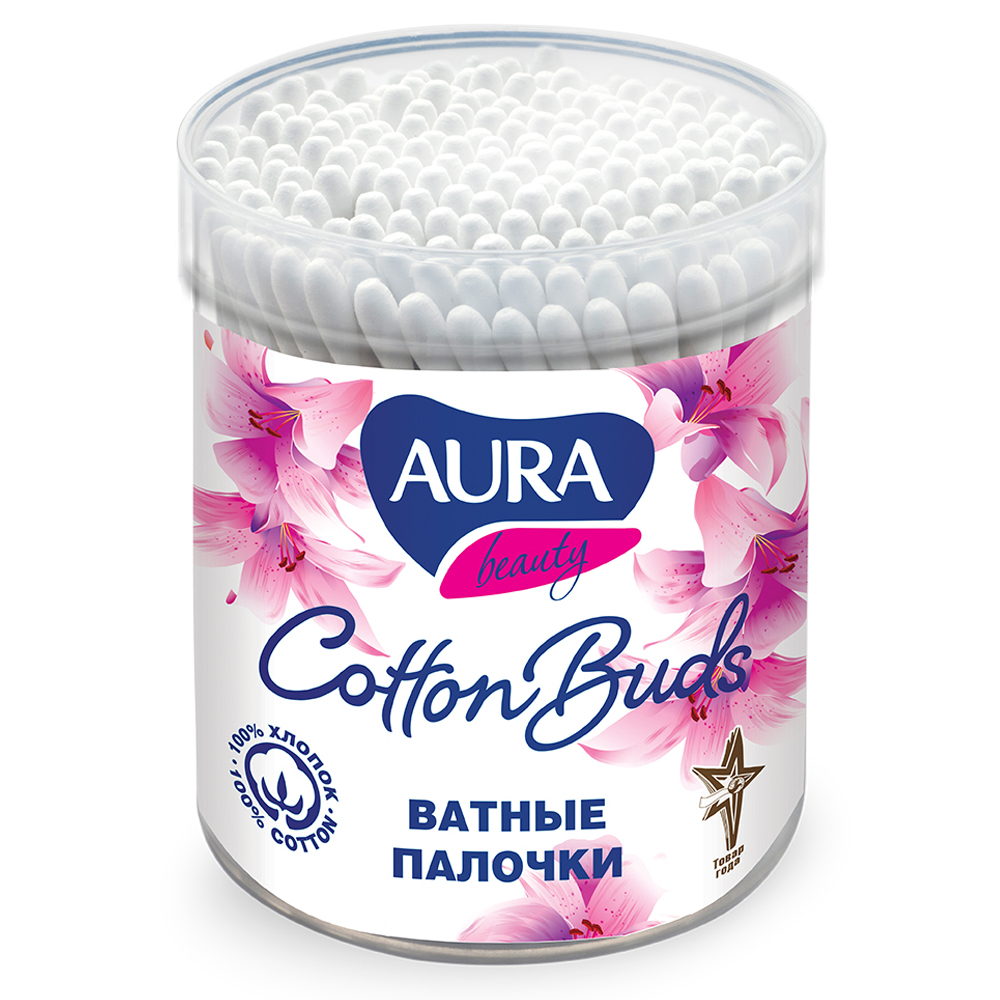 AURA
beauty
Cotton Buds
100% ХЛОПОК
100% COTTON
ВАТНЫЕ
ПАЛОЧКИ
Товар
года